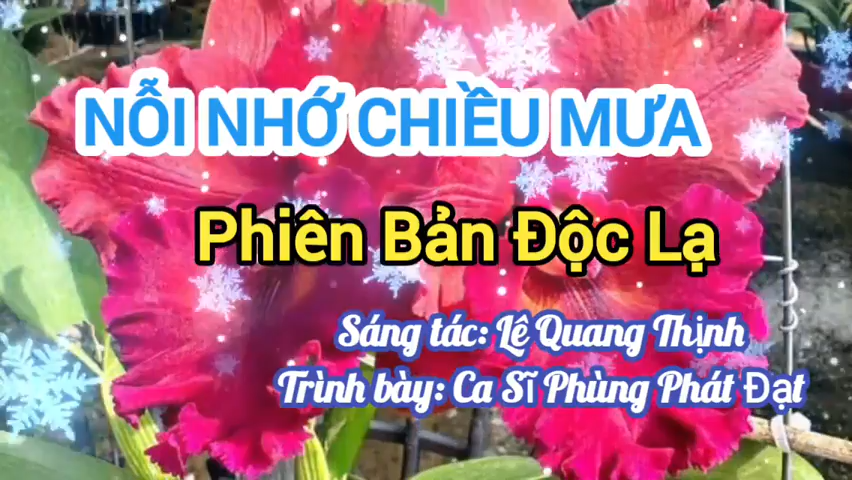 NỖI NHỚ CHIỀU MƯA
Phiên Bản Độc Lạ
Sáng tác: Lê Quang Thịnh
Trình bày: Ca Sĩ Phùng Phát Đạt